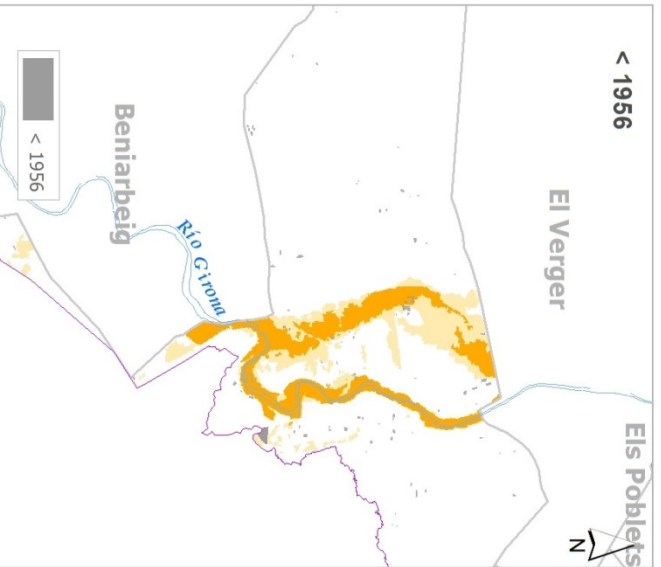 < 1956
El Verger
Els Poblets
N
Río Girona
Beniarbeig
< 1956